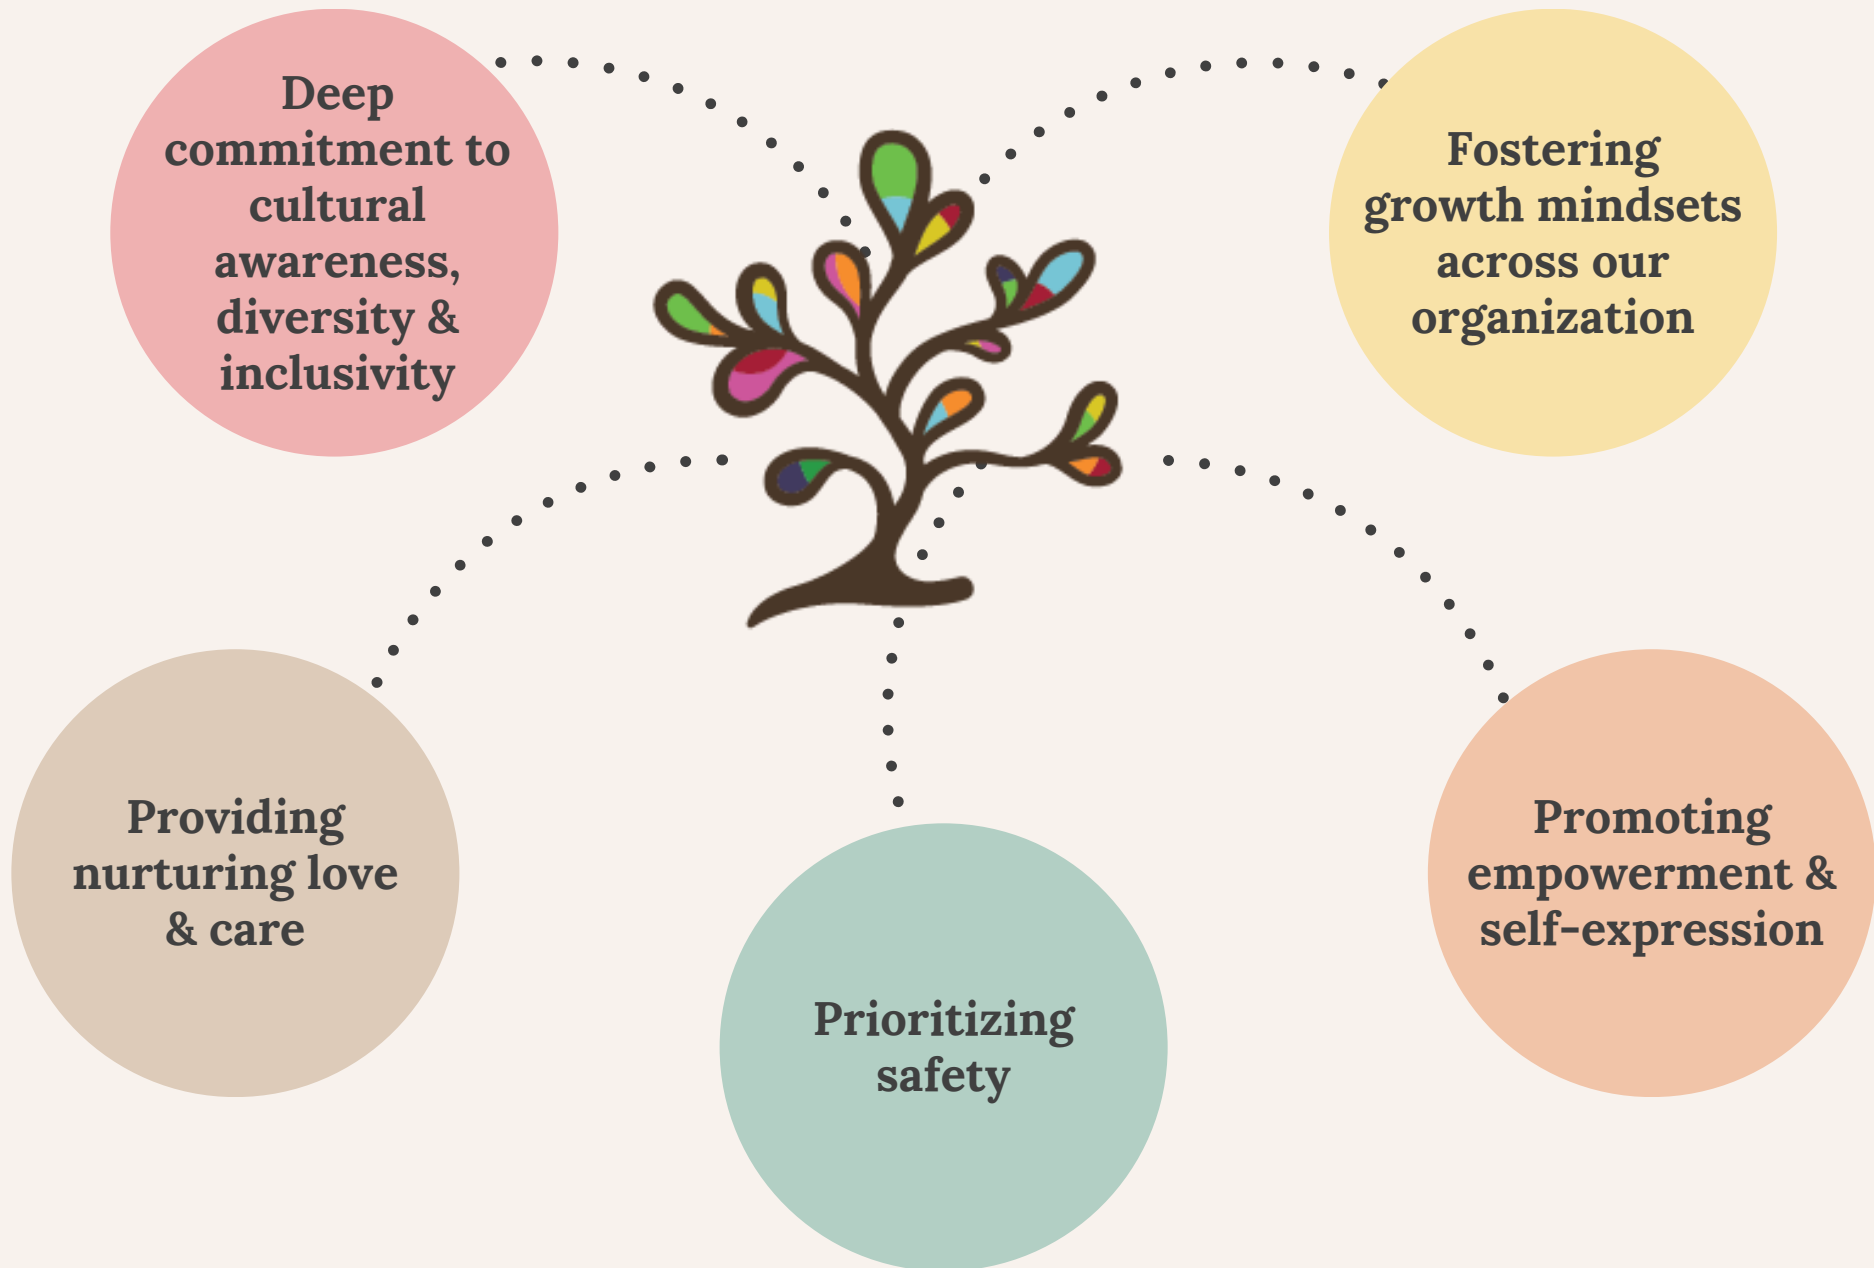 Deep
commitment to
cultural
awareness,
diversity &
inclusivity
Fostering
growth mindsets
across our
organization
Providing
nurturing love
& care
Prioritizing
safety
Promoting
empowerment &
self-expression